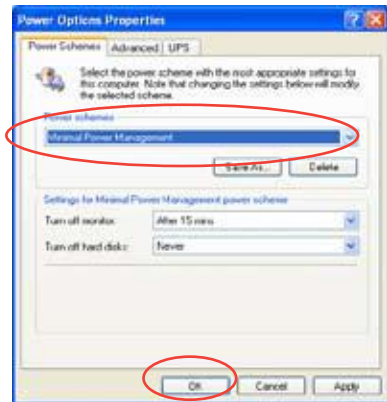 Power Options Properties
Power Schemes Advanced UPS
Select the power scheme with the most appropriate settings for
this computer. Note that changing the settings below will modify
the selected scheme.
Power schemes
Minimal Power Management
Save As... Delete
Settings for Minimal Power Management power scheme
Turn off monitor: After 15 mins
Turn off hard disks: Never
OK Cancel Apply